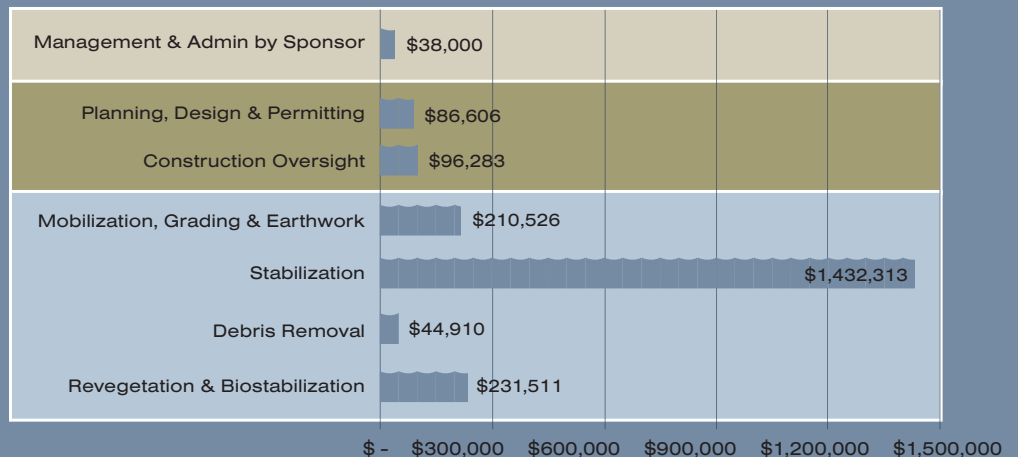 Management & Admin by Sponsor $38,000
Planning, Design & Permitting $86,606
Construction Oversight $96,283
Mobilization, Grading & Earthwork $210,526
Stabilization $1,432,313
Debris Removal $44,910
Revegetation & Biostabilization $231,511
$ - $300,000 $600,000 $900,000 $1,200,000 $1,500,000